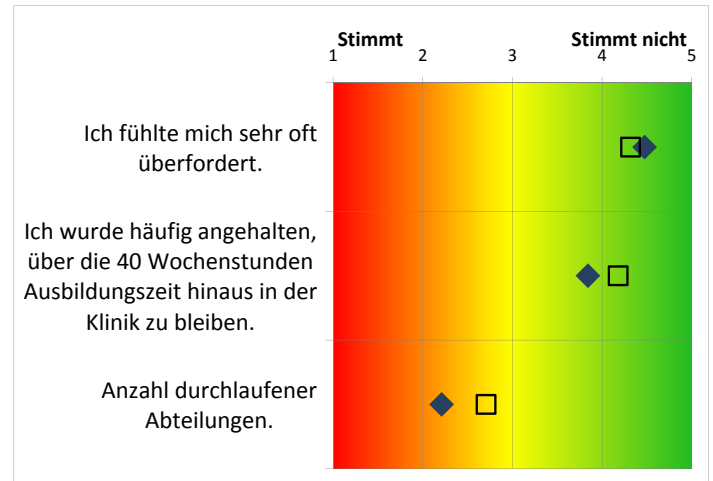 Stimmt Stimmt nicht
1 2 3 4 5
Ich fühlte mich sehr oft
überfordert.
Ich wurde häufig angehalten,
über die 40 Wochenstunden
Ausbildungszeit hinaus in der
Klinik zu bleiben.
Anzahl durchlaufener
Abteilungen.